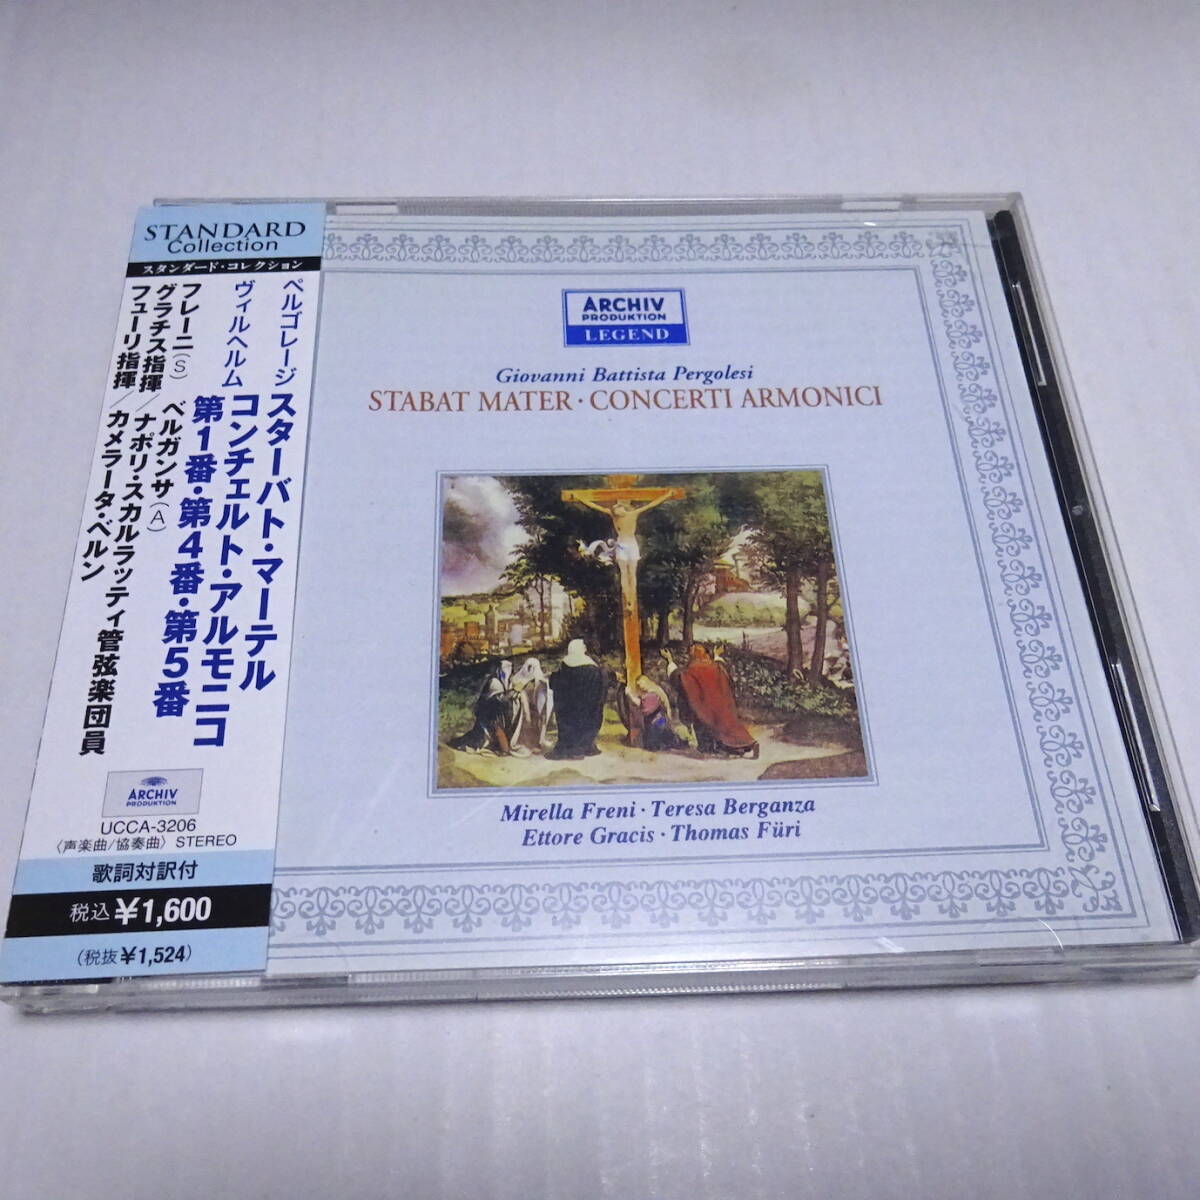 STANDARD
Collection
スタンダード・コレクション
ペルゴレージ
スターバト・マーテル
ヴィルヘルム
コンチェルト・アルモニコ
第1番・第4番・第5番
フレーニ(S) ベルガンサ(A)
グラチス指揮/ナポリ・スカルラッティ管弦楽団員
フューリ指揮/カメラータ・ベルン
ARCHIV
PRODUKTION
UCCA-3206
〈声楽曲/協奏曲〉 STEREO
歌詞対訳付
税込 ¥1,600
(税抜 ¥1,524)
ARCHIV
PRODUKTION
LEGEND
Giovanni Battista Pergolesi
STABAT MATER · CONCERTI ARMONICI
Mirella Freni · Teresa Berganza
Ettore Gracis · Thomas Füri